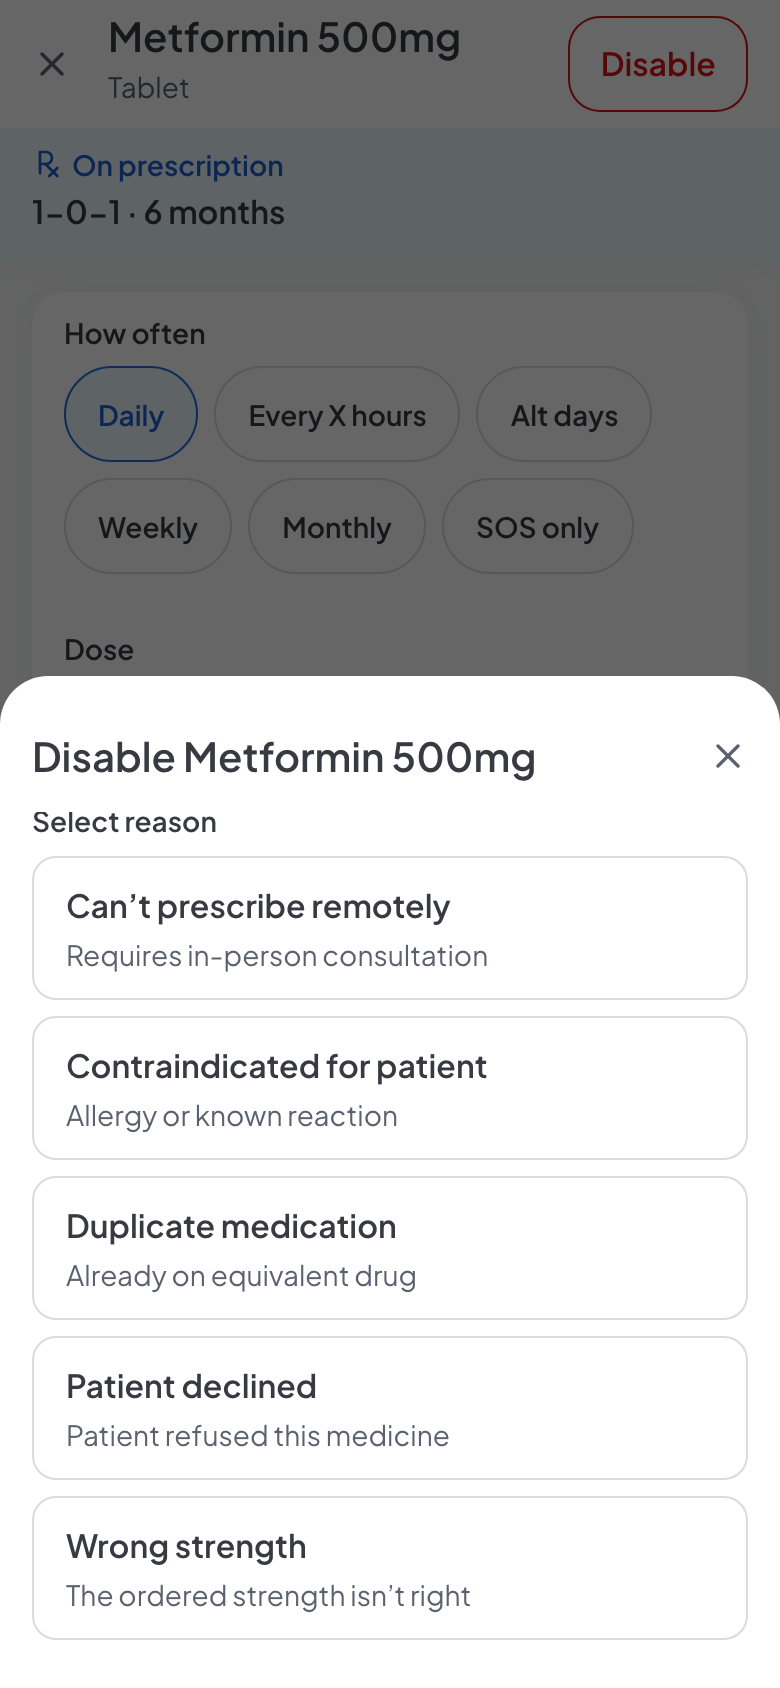 Metformin 500mg
Tablet
Disable
On prescription
1–0–1 · 6 months
How often
Daily
Every X hours
Alt days
Weekly
Monthly
SOS only
Dose
Disable Metformin 500mg
Select reason
Can’t prescribe remotely
Requires in-person consultation
Contraindicated for patient
Allergy or known reaction
Duplicate medication
Already on equivalent drug
Patient declined
Patient refused this medicine
Wrong strength
The ordered strength isn’t right